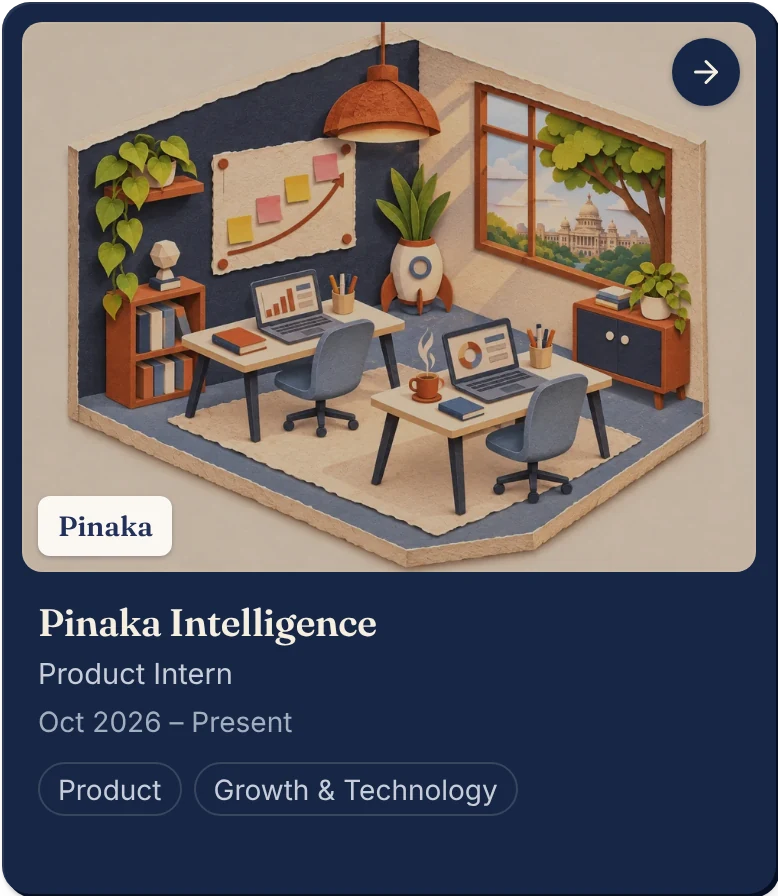 Pinaka
Pinaka Intelligence
Product Intern
Oct 2026 – Present
Product
Growth & Technology